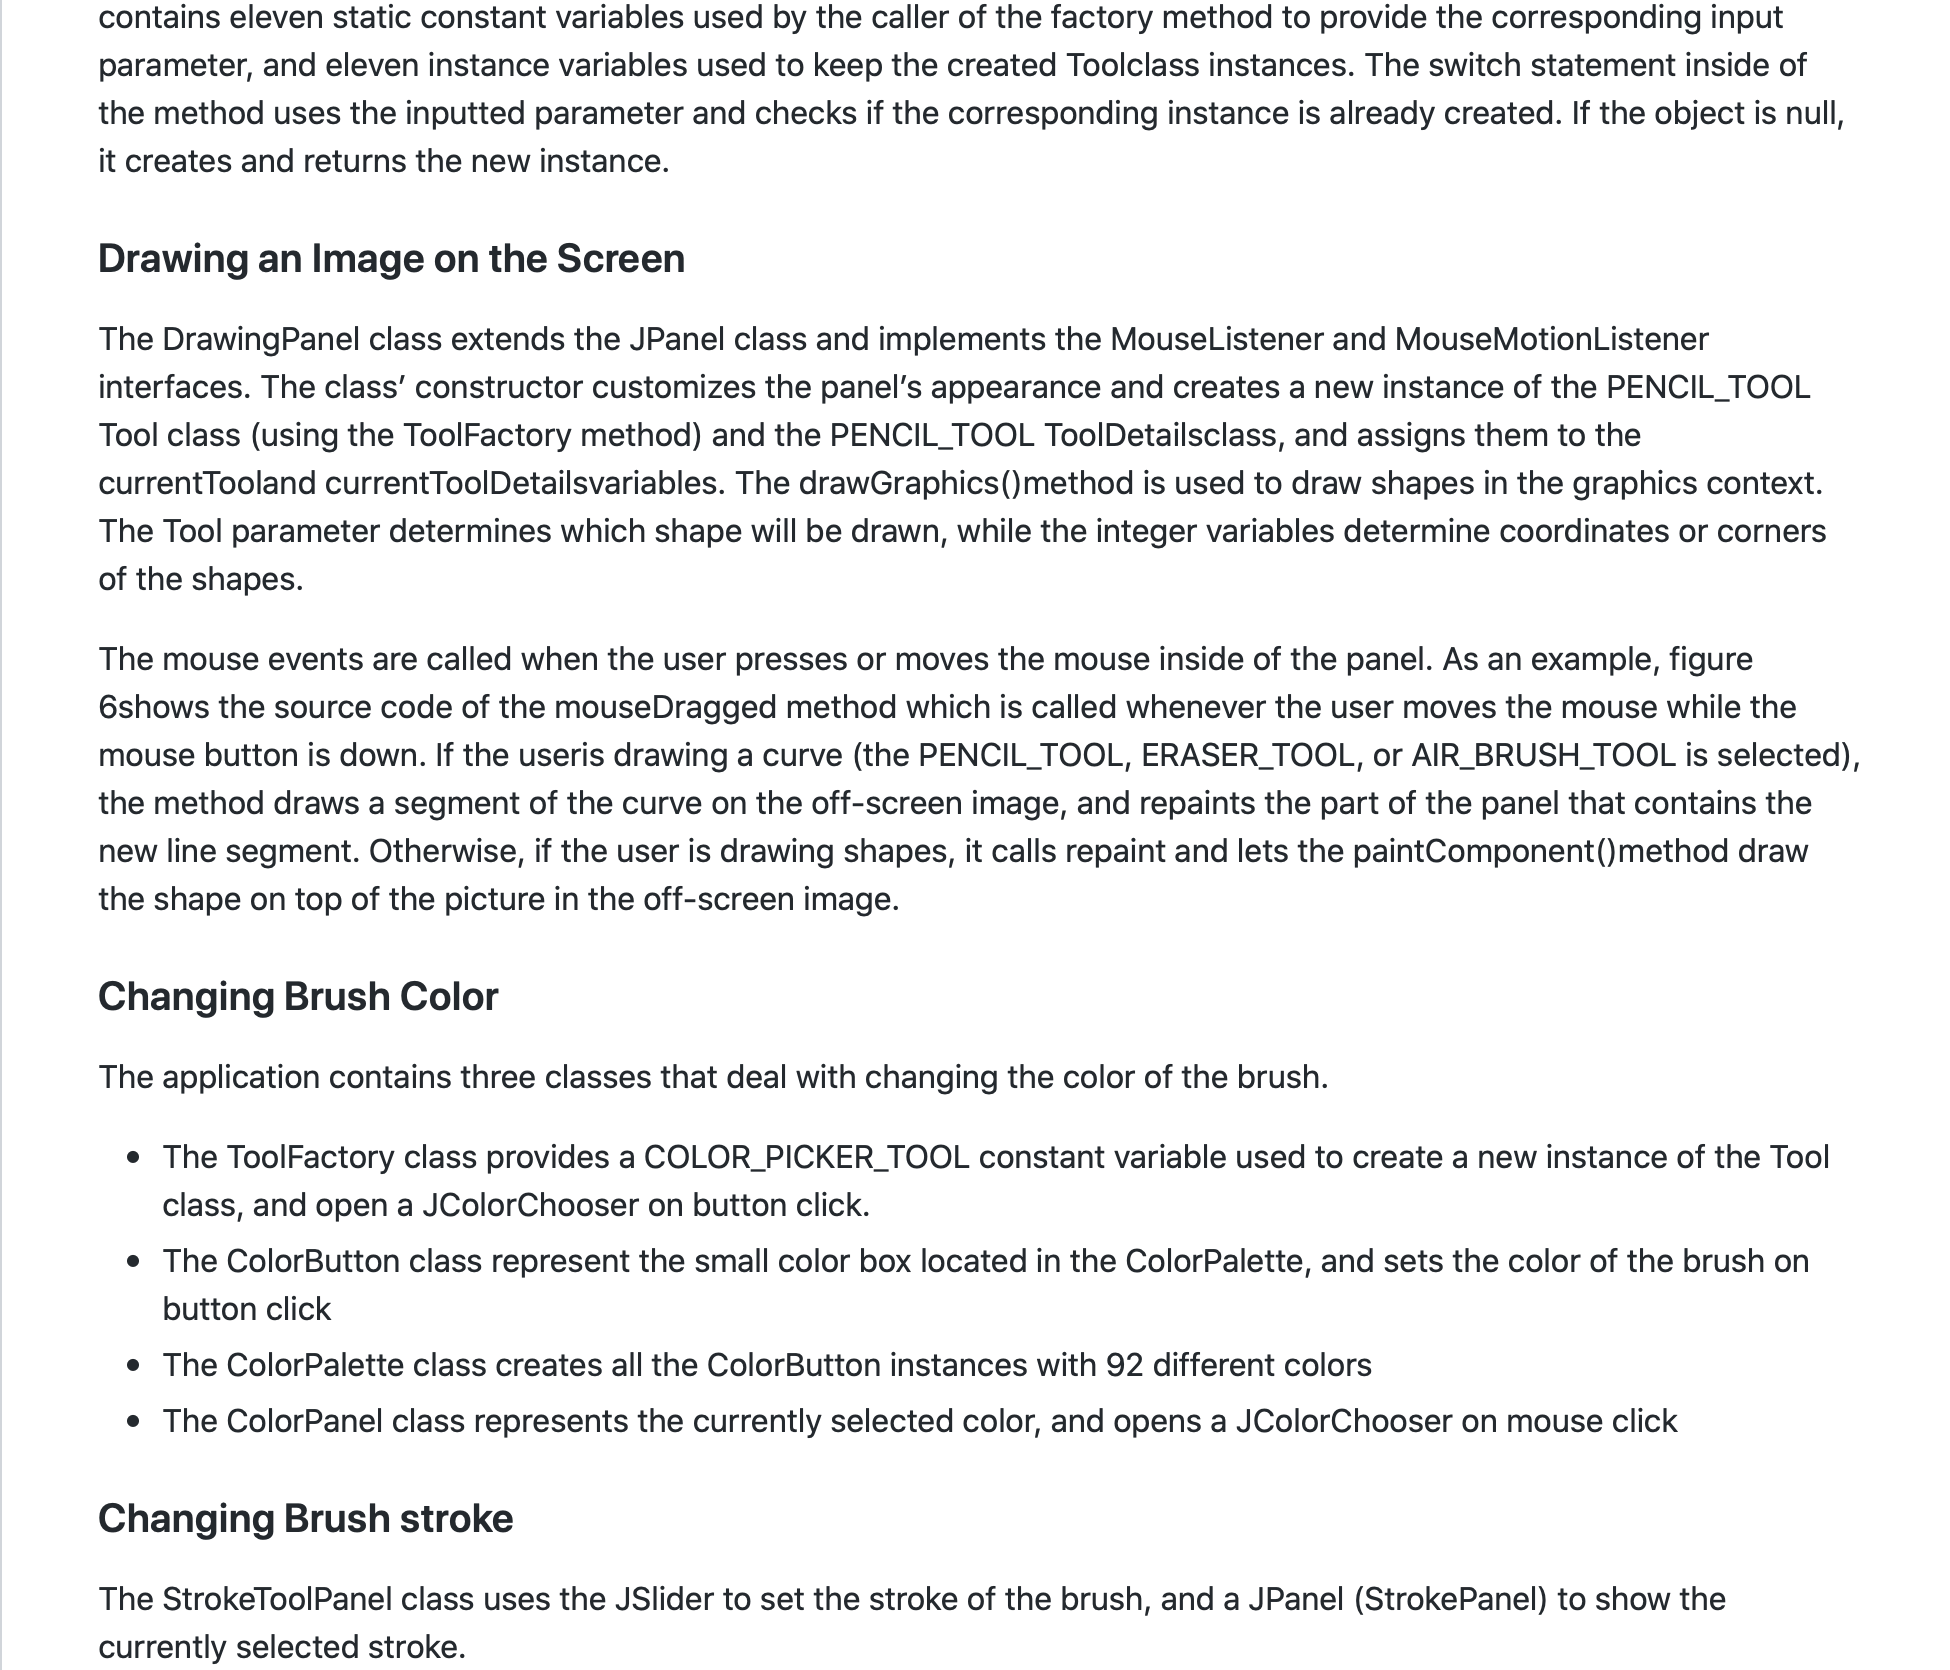 contains eleven static constant variables used by the caller of the factory method to provide the corresponding input
parameter, and eleven instance variables used to keep the created Toolclass instances. The switch statement inside of
the method uses the inputted parameter and checks if the corresponding instance is already created. If the object is null,
it creates and returns the new instance.
Drawing an Image on the Screen
The DrawingPanel class extends the JPanel class and implements the MouseListener and MouseMotionListener
interfaces. The class’ constructor customizes the panel’s appearance and creates a new instance of the PENCIL_TOOL
Tool class (using the ToolFactory method) and the PENCIL_TOOL ToolDetailsclass, and assigns them to the
currentTooland currentToolDetailsvariables. The drawGraphics()method is used to draw shapes in the graphics context.
The Tool parameter determines which shape will be drawn, while the integer variables determine coordinates or corners
of the shapes.
The mouse events are called when the user presses or moves the mouse inside of the panel. As an example, figure
6shows the source code of the mouseDragged method which is called whenever the user moves the mouse while the
mouse button is down. If the useris drawing a curve (the PENCIL_TOOL, ERASER_TOOL, or AIR_BRUSH_TOOL is selected),
the method draws a segment of the curve on the off-screen image, and repaints the part of the panel that contains the
new line segment. Otherwise, if the user is drawing shapes, it calls repaint and lets the paintComponent()method draw
the shape on top of the picture in the off-screen image.
Changing Brush Color
The application contains three classes that deal with changing the color of the brush.
• The ToolFactory class provides a COLOR_PICKER_TOOL constant variable used to create a new instance of the Tool
class, and open a JColorChooser on button click.
• The ColorButton class represent the small color box located in the ColorPalette, and sets the color of the brush on
button click
• The ColorPalette class creates all the ColorButton instances with 92 different colors
• The ColorPanel class represents the currently selected color, and opens a JColorChooser on mouse click
Changing Brush stroke
The StrokeToolPanel class uses the JSlider to set the stroke of the brush, and a JPanel (StrokePanel) to show the
currently selected stroke.